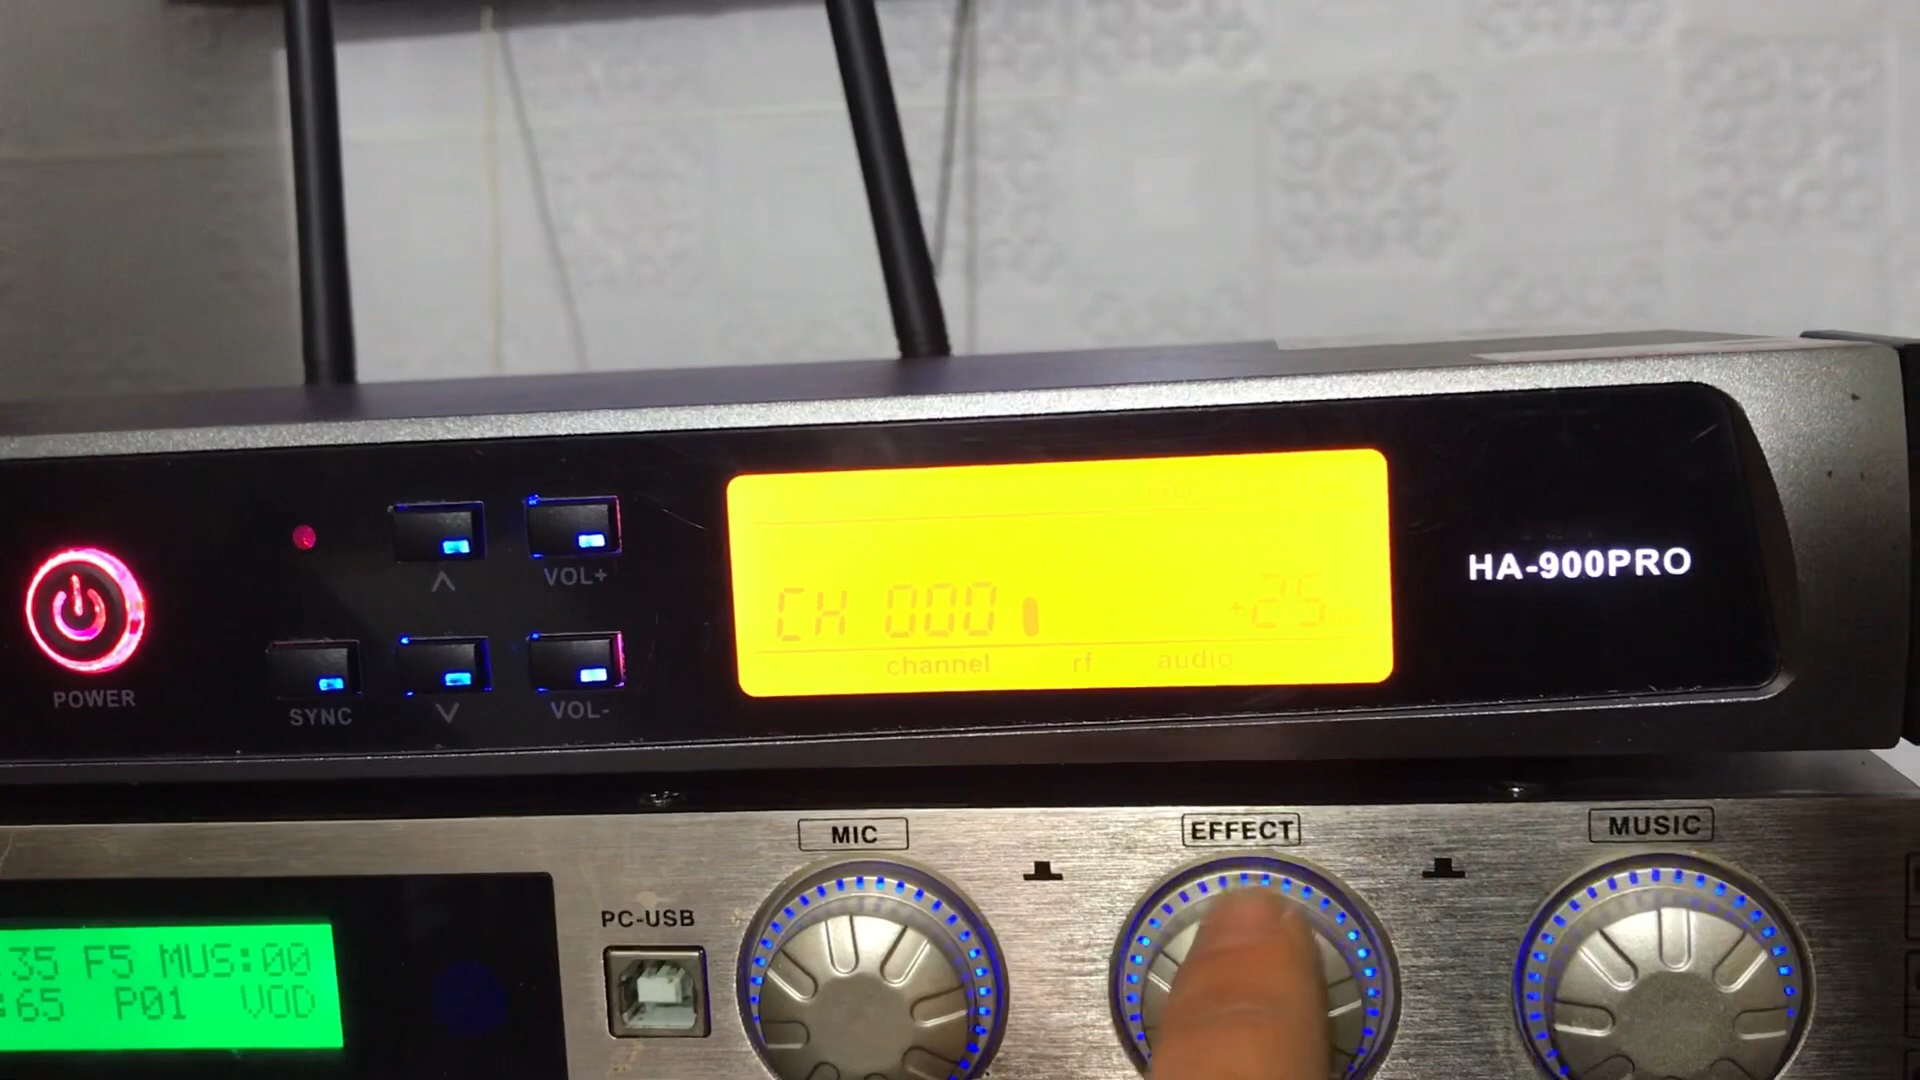 HA-900PRO
VOL+
CH 000
+25
channel rf audio
POWER
SYNC
VOL-
MIC
EFFECT
MUSIC
PC-USB
35 F5 MUS:00
:65 P01 VOD